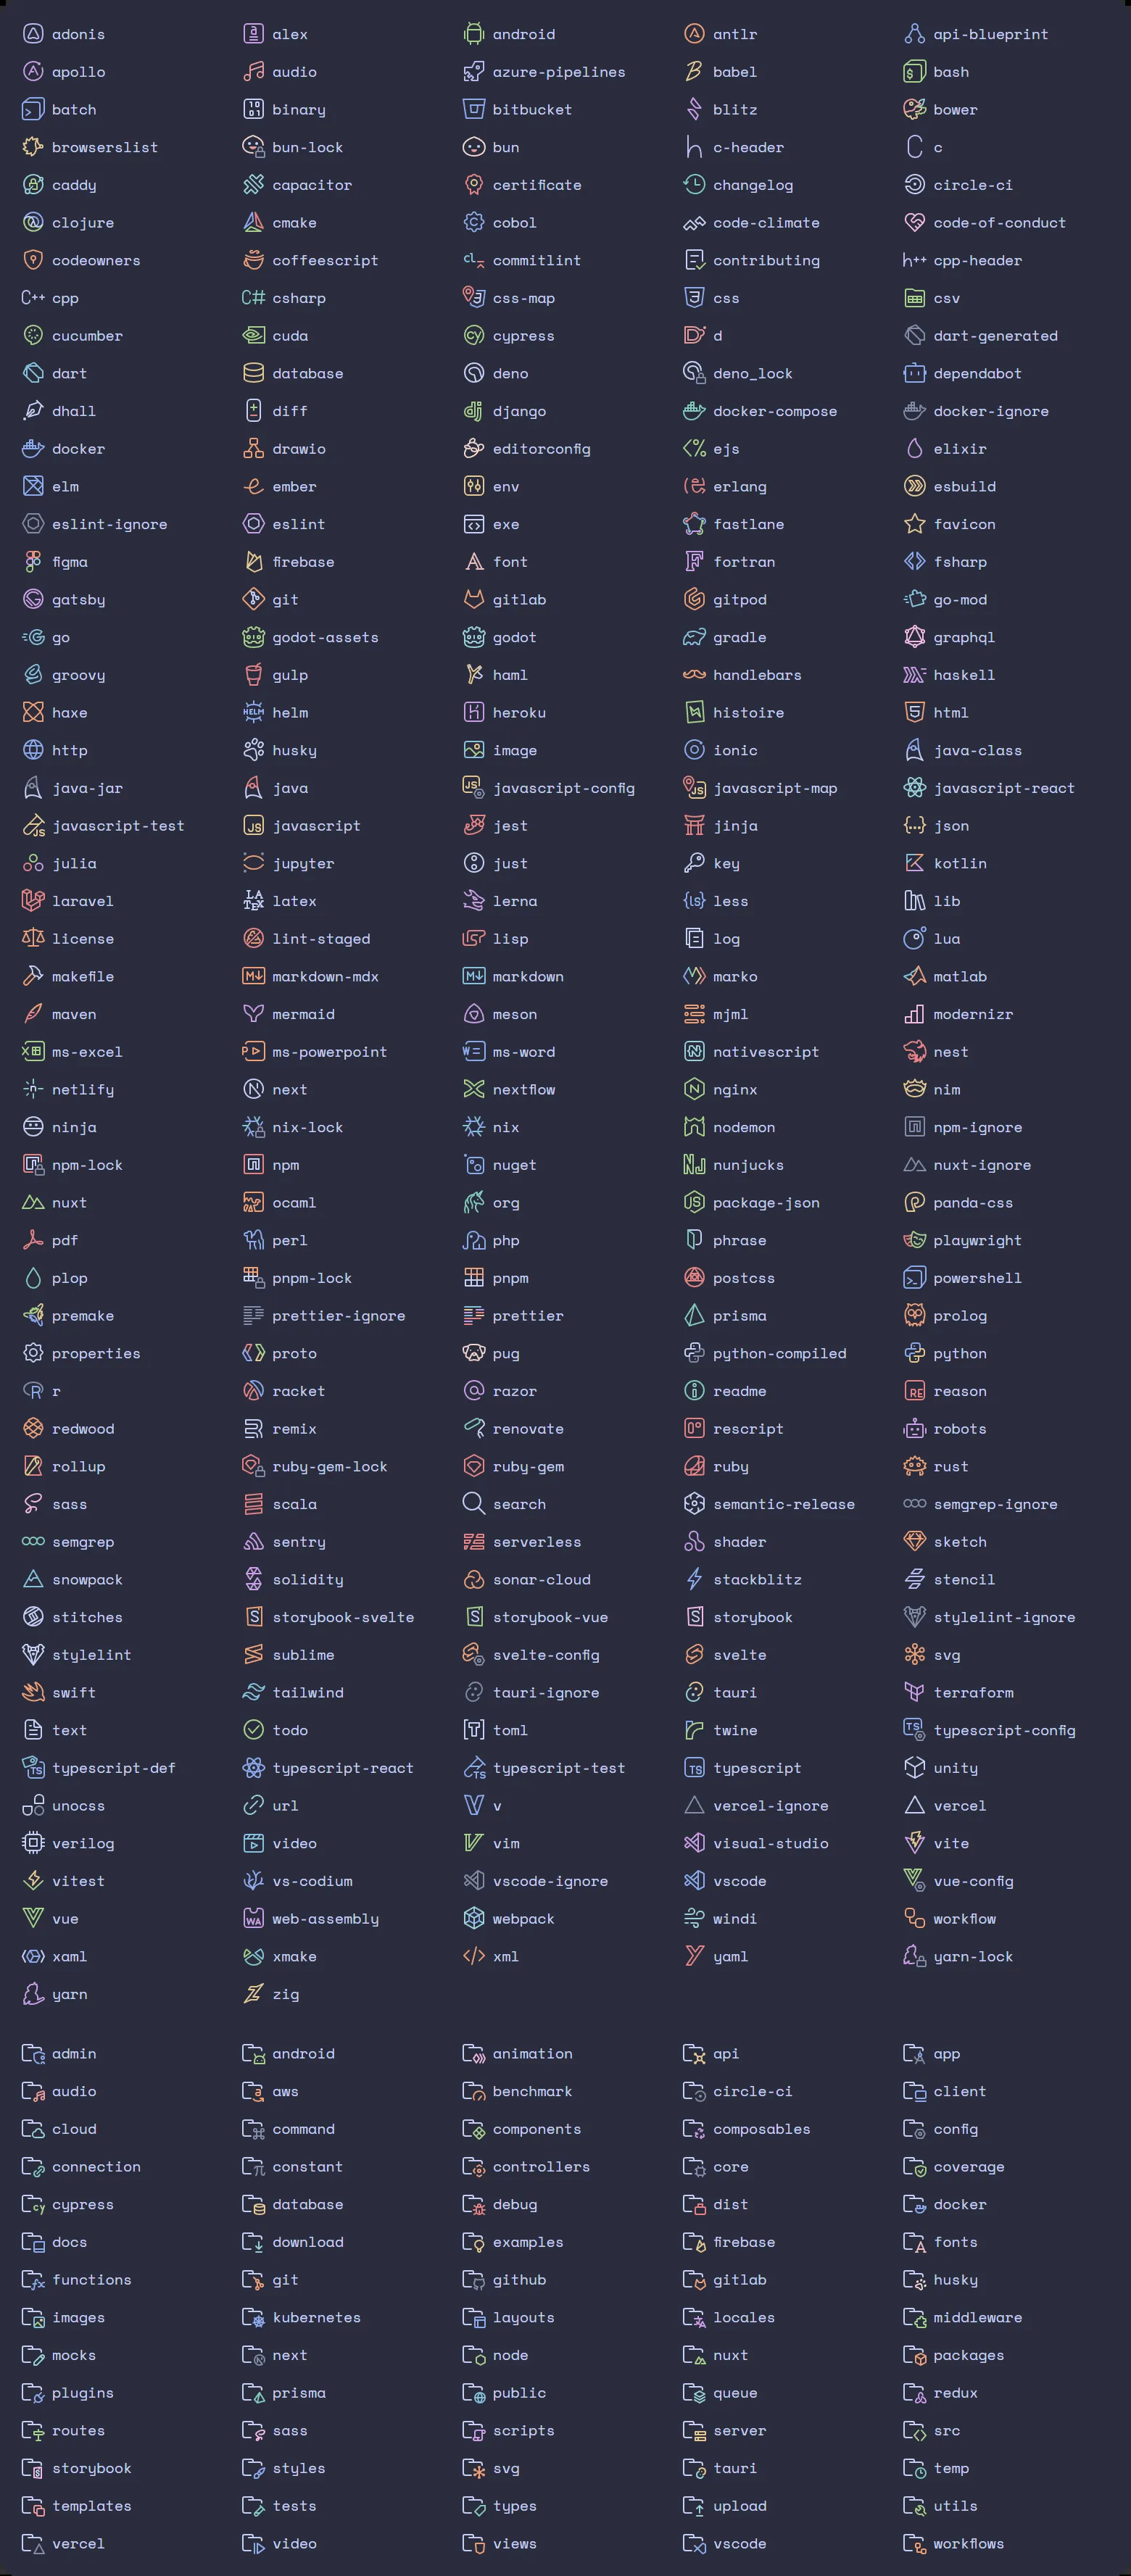 adonis alex android antlr api-blueprint
apollo audio azure-pipelines babel bash
batch binary bitbucket blitz bower
browserslist bun-lock bun c-header c
caddy capacitor certificate changelog circle-ci
clojure cmake cobol code-climate code-of-conduct
codeowners coffeescript commitlint contributing cpp-header
cpp csharp css-map css csv
cucumber cuda cypress d dart-generated
dart database deno deno_lock dependabot
dhall diff django docker-compose docker-ignore
docker drawio editorconfig ejs elixir
elm ember env erlang esbuild
eslint-ignore eslint exe fastlane favicon
figma firebase font fortran fsharp
gatsby git gitlab gitpod go-mod
go godot-assets godot gradle graphql
groovy gulp haml handlebars haskell
haxe helm heroku histoire html
http husky image ionic java-class
java-jar java javascript-config javascript-map javascript-react
javascript-test javascript jest jinja json
julia jupyter just key kotlin
laravel latex lerna less lib
license lint-staged lisp log lua
makefile markdown-mdx markdown marko matlab
maven mermaid meson mjml modernizr
ms-excel ms-powerpoint ms-word nativescript nest
netlify next nextflow nginx nim
ninja nix-lock nix nodemon npm-ignore
npm-lock npm nuget nunjucks nuxt-ignore
nuxt ocaml org package-json panda-css
pdf perl php phrase playwright
plop pnpm-lock pnpm postcss powershell
premake prettier-ignore prettier prisma prolog
properties proto pug python-compiled python
r racket razor readme reason
redwood remix renovate rescript robots
rollup ruby-gem-lock ruby-gem ruby rust
sass scala search semantic-release semgrep-ignore
semgrep sentry serverless shader sketch
snowpack solidity sonar-cloud stackblitz stencil
stitches storybook-svelte storybook-vue storybook stylelint-ignore
stylelint sublime svelte-config svelte svg
swift tailwind tauri-ignore tauri terraform
text todo toml twine typescript-config
typescript-def typescript-react typescript-test typescript unity
unocss url v vercel-ignore vercel
verilog video vim visual-studio vite
vitest vs-codium vscode-ignore vscode vue-config
vue web-assembly webpack windi workflow
xaml xmake xml yaml yarn-lock
yarn zig
admin android animation api app
audio aws benchmark circle-ci client
cloud command components composables config
connection constant controllers core coverage
cypress database debug dist docker
docs download examples firebase fonts
functions git github gitlab husky
images kubernetes layouts locales middleware
mocks next node nuxt packages
plugins prisma public queue redux
routes sass scripts server src
storybook styles svg tauri temp
templates tests types upload utils
vercel video views vscode workflows